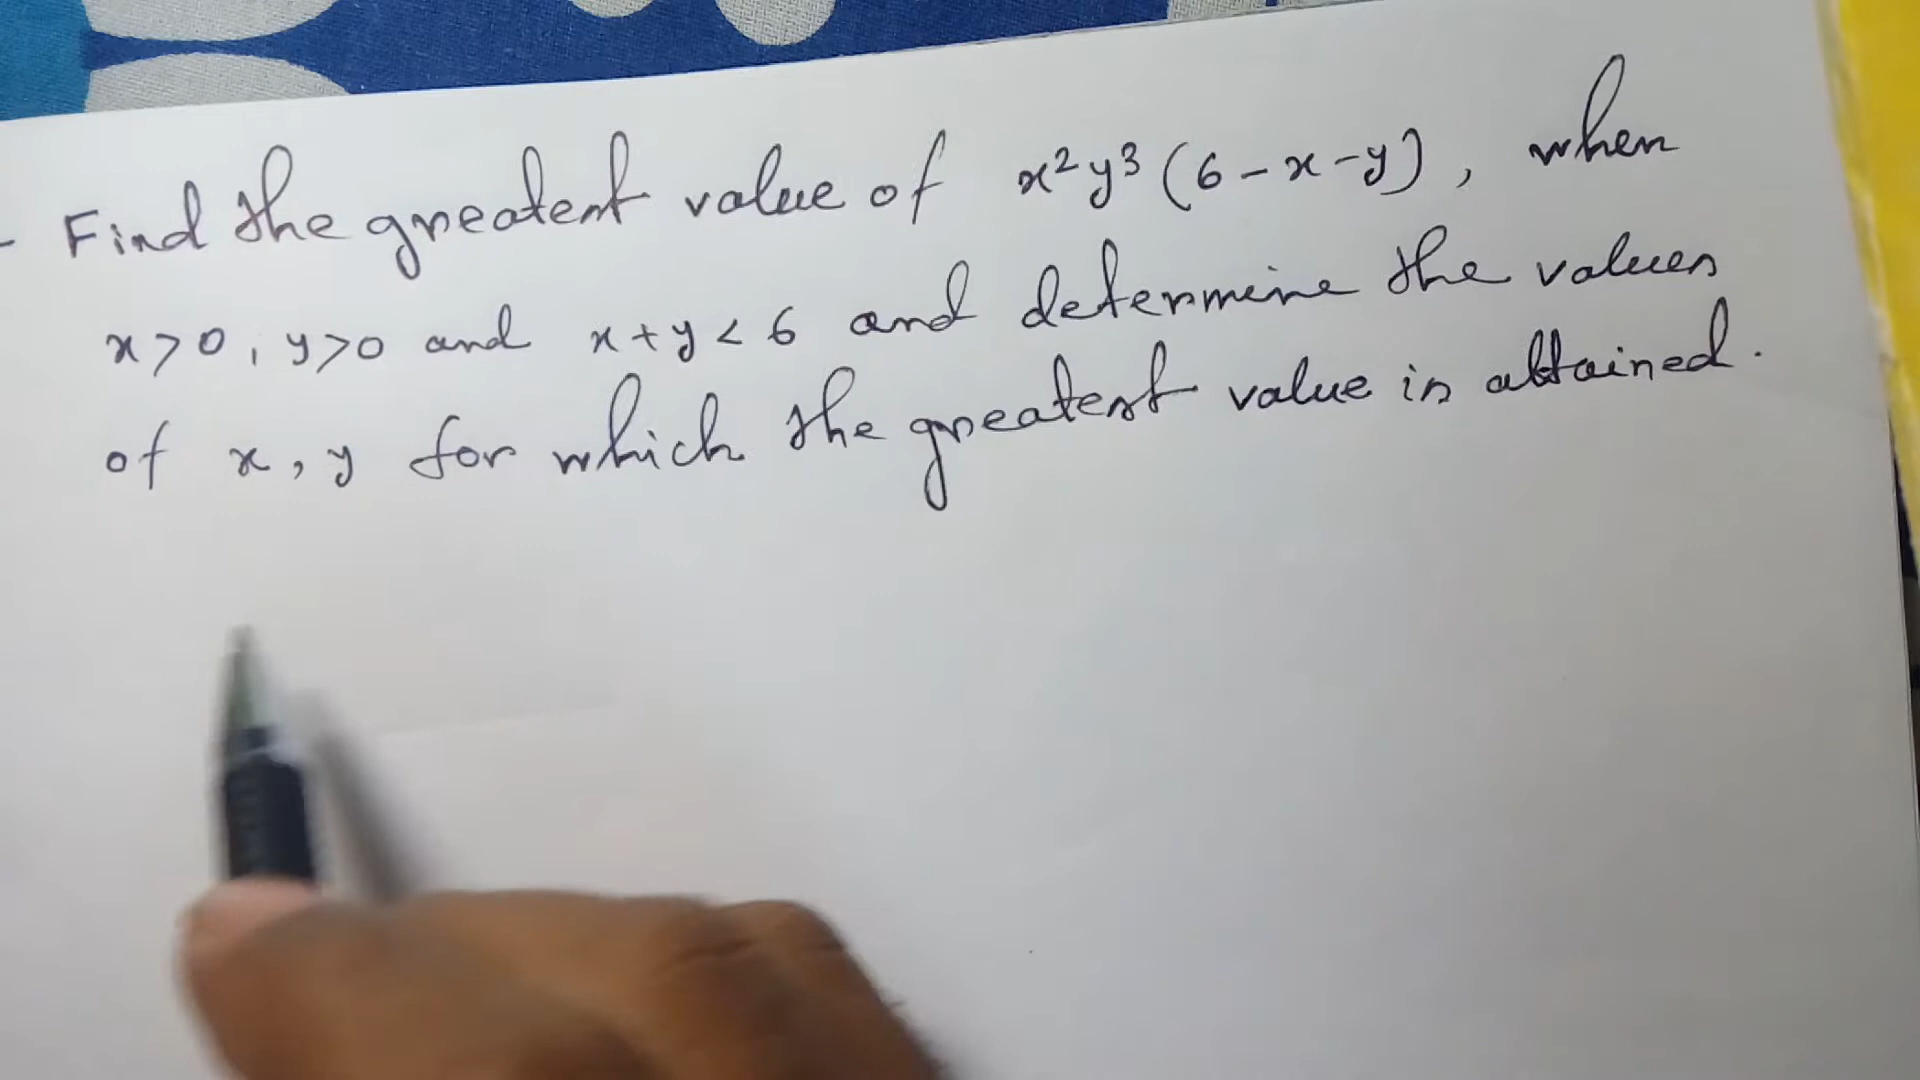 - Find the greatest value of x²y³(6-x-y), when
x>0, y>0 and x+y<6 and determine the values
of x, y for which the greatest value is attained.